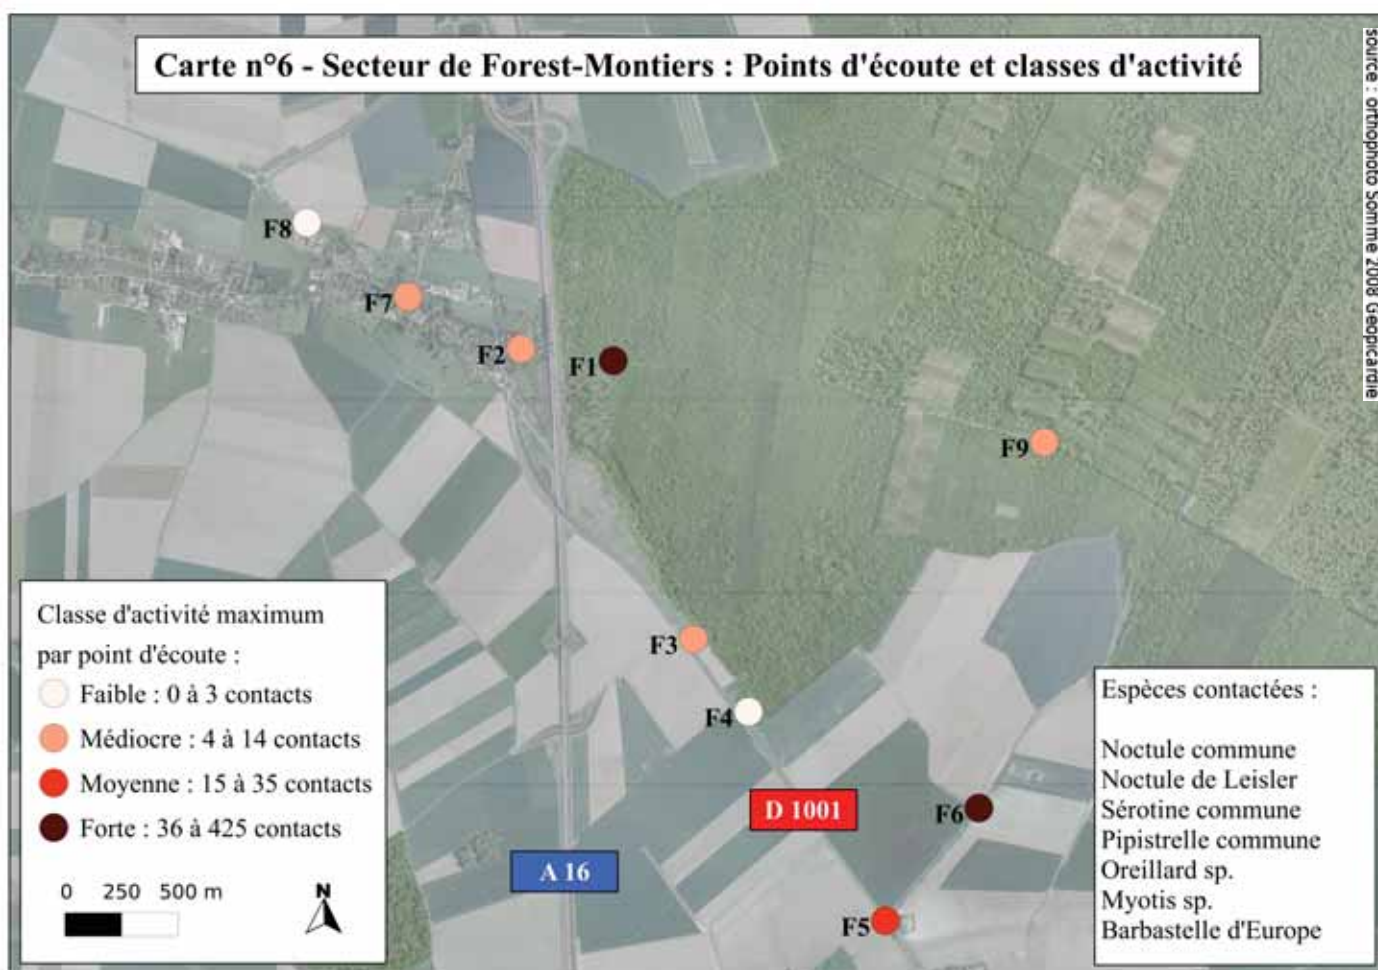 Carte n°6 - Secteur de Forest-Montiers : Points d'écoute et classes d'activité
source : orthophoto Somme 2008 Géopicardie
F8
F7
F2
F1
F9
F3
F4
F6
F5
D 1001
A 16
Classe d'activité maximum
par point d'écoute :
Faible : 0 à 3 contacts
Médiocre : 4 à 14 contacts
Moyenne : 15 à 35 contacts
Forte : 36 à 425 contacts
0 250 500 m
N
Espèces contactées :
Noctule commune
Noctule de Leisler
Sérotine commune
Pipistrelle commune
Oreillard sp.
Myotis sp.
Barbastelle d'Europe